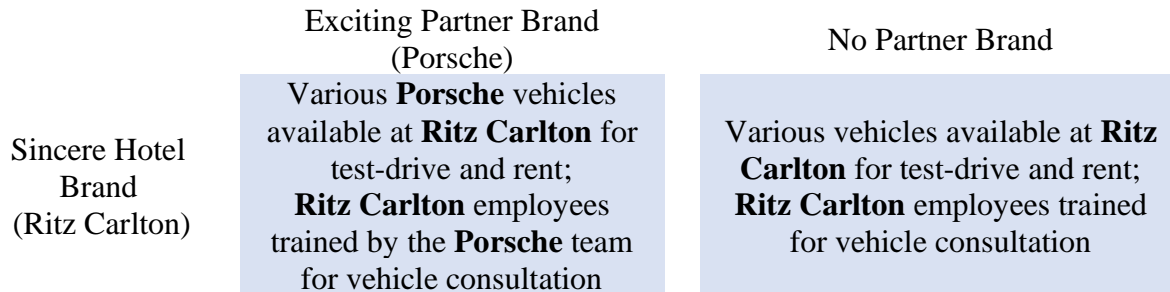 Exciting Partner Brand
(Porsche)
No Partner Brand
Sincere Hotel
Brand
(Ritz Carlton)
Various Porsche vehicles
available at Ritz Carlton for
test-drive and rent;
Ritz Carlton employees
trained by the Porsche team
for vehicle consultation
Various vehicles available at Ritz
Carlton for test-drive and rent;
Ritz Carlton employees trained
for vehicle consultation